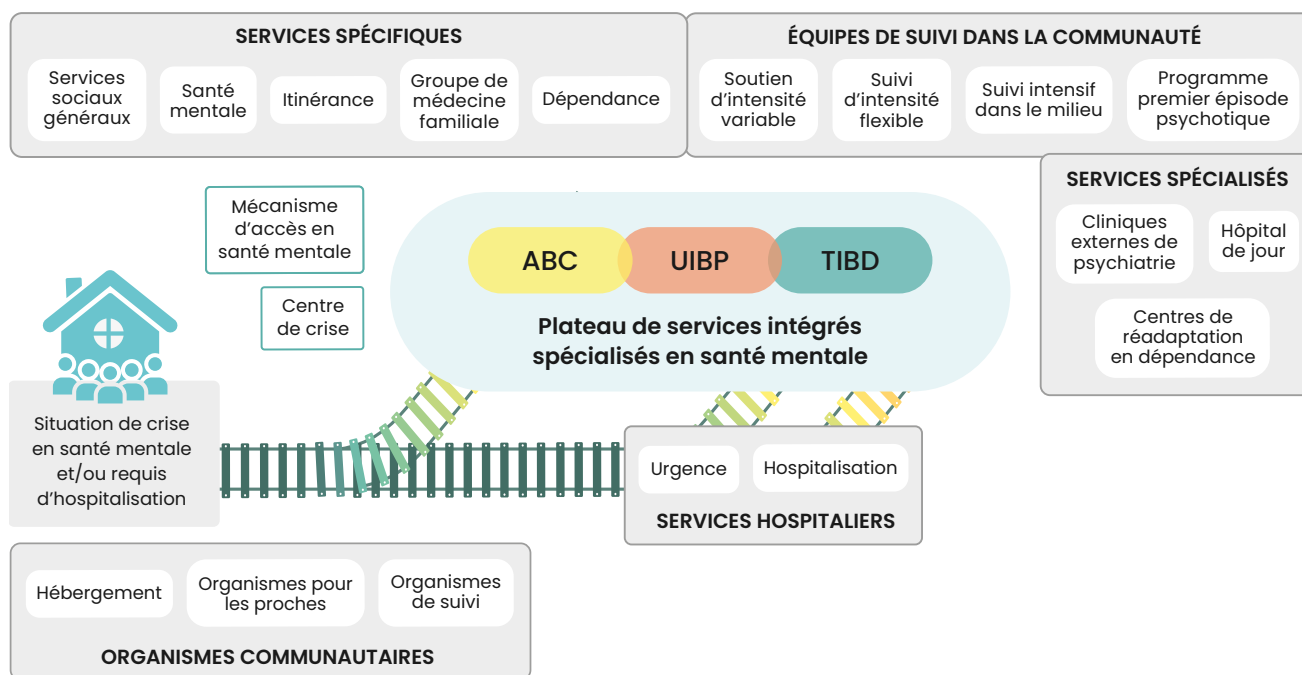 SERVICES SPÉCIFIQUES
Services
sociaux
généraux
Santé
mentale
Itinérance
Groupe de
médecine
familiale
Dépendance
ÉQUIPES DE SUIVI DANS LA COMMUNAUTÉ
Soutien
d’intensité
variable
Suivi
d’intensité
flexible
Suivi intensif
dans le milieu
Programme
premier épisode
psychotique
SERVICES SPÉCIALISÉS
Cliniques
externes de
psychiatrie
Hôpital
de jour
Centres de
réadaptation
en dépendance
Mécanisme
d’accès en
santé mentale
Centre
de crise
ABC
UIBP
TIBD
Plateau de services intégrés
spécialisés en santé mentale
Situation de crise
en santé mentale
et/ou requis
d’hospitalisation
Urgence
Hospitalisation
SERVICES HOSPITALIERS
Hébergement
Organismes pour
les proches
Organismes
de suivi
ORGANISMES COMMUNAUTAIRES